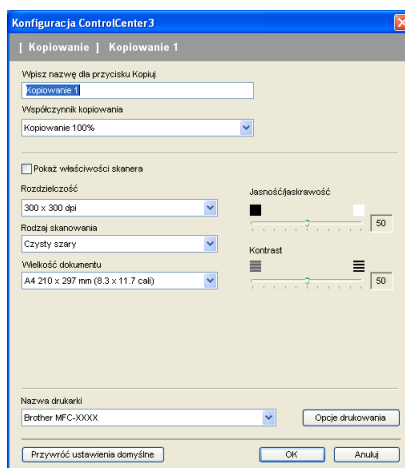 Konfiguracja ControlCenter3
[ Kopiowanie ] Kopiowanie 1
Wpisz nazwę dla przycisku Kopiuj
Kopiowanie 1
Współczynnik kopiowania
Kopiowanie 100%
Pokaż właściwości skanera
Rozdzielczość
300 x 300 dpi
Rodzaj skanowania
Czysty szary
Wielkość dokumentu
A4 210 x 297 mm (8.3 x 11.7 cali)
Jasność/jaskrawość
50
Kontrast
50
Nazwa drukarki
Brother MFC-XXXX
Opcje drukowania
Przywróć ustawienia domyślne
OK
Anuluj